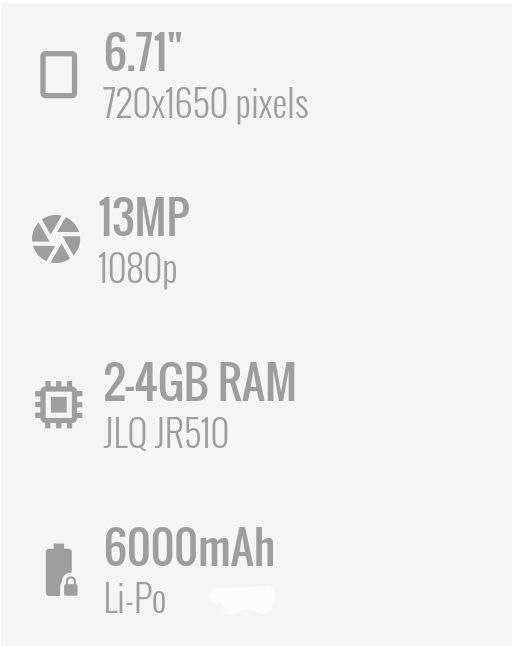 6.71"
720x1650 pixels
13MP
1080p
2-4GB RAM
JLQ JR510
6000mAh
Li-Po